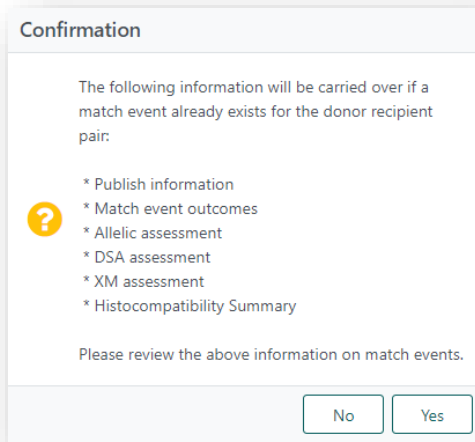 Confirmation
The following information will be carried over if a
match event already exists for the donor recipient
pair:
* Publish information
* Match event outcomes
* Allelic assessment
* DSA assessment
* XM assessment
* Histocompatibility Summary
Please review the above information on match events.
No
Yes